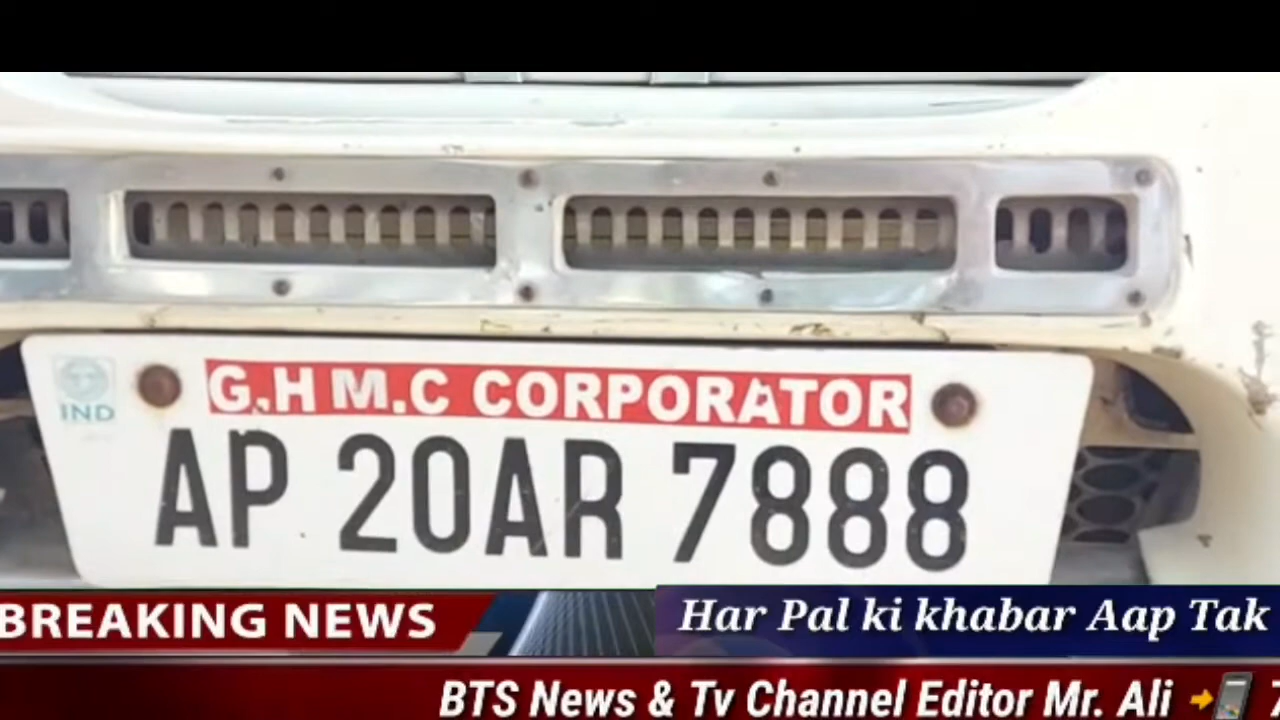 G.H M.C CORPORATOR
IND
AP 20AR 7888
BREAKING NEWS
Har Pal ki khabar Aap Tak
BTS News & Tv Channel Editor Mr. Ali